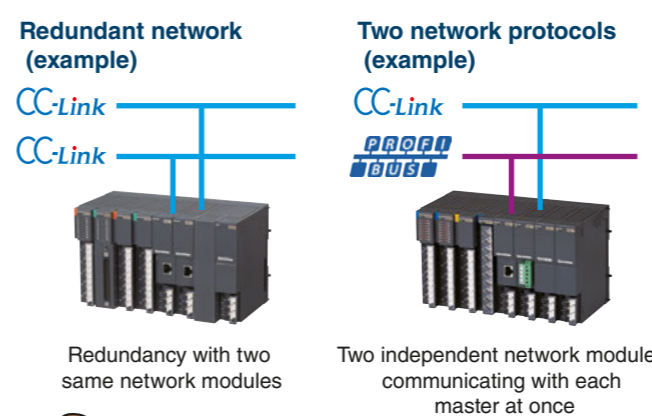 Redundant network
(example)
CC-Link
CC-Link
Redundancy with two
same network modules
Two network protocols
(example)
CC-Link
PROFI
BUS
Two independent network module
communicating with each
master at once